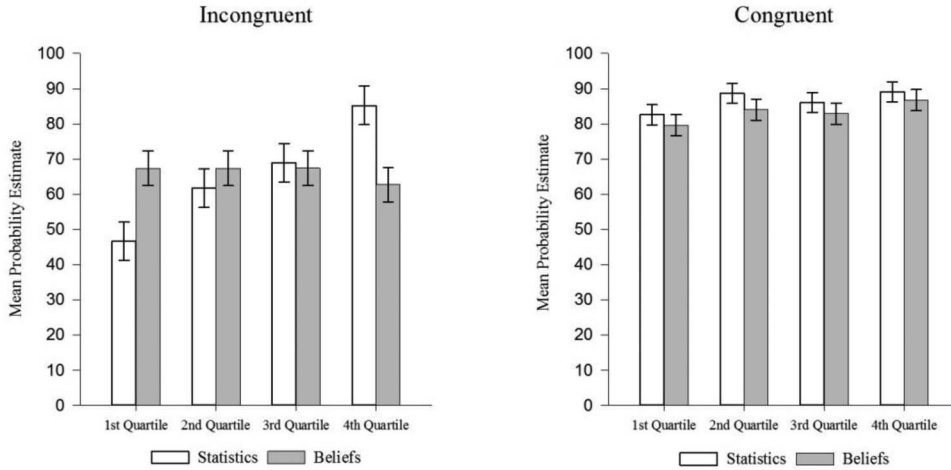 Incongruent
Mean Probability Estimate
100
90
80
70
60
50
40
30
20
10
0
1st Quartile 2nd Quartile 3rd Quartile 4th Quartile
Statistics Beliefs
Congruent
Mean Probability Estimate
100
90
80
70
60
50
40
30
20
10
0
1st Quartile 2nd Quartile 3rd Quartile 4th Quartile
Statistics Beliefs